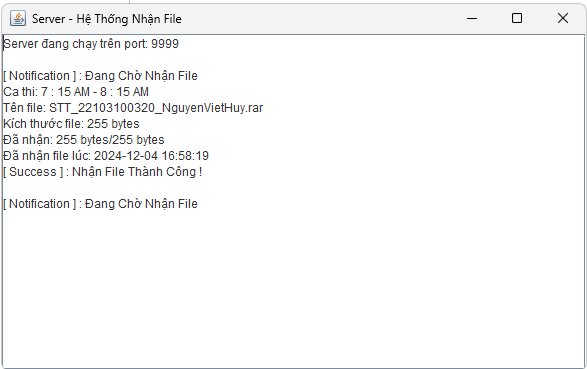 Server - Hệ Thống Nhận File
Server đang chạy trên port: 9999
[ Notification ] : Đang Chờ Nhận File
Ca thi: 7 : 15 AM - 8 : 15 AM
Tên file: STT_22103100320_NguyenVietHuy.rar
Kích thước file: 255 bytes
Đã nhận: 255 bytes/255 bytes
Đã nhận file lúc: 2024-12-04 16:58:19
[ Success ] : Nhận File Thành Công !
[ Notification ] : Đang Chờ Nhận File